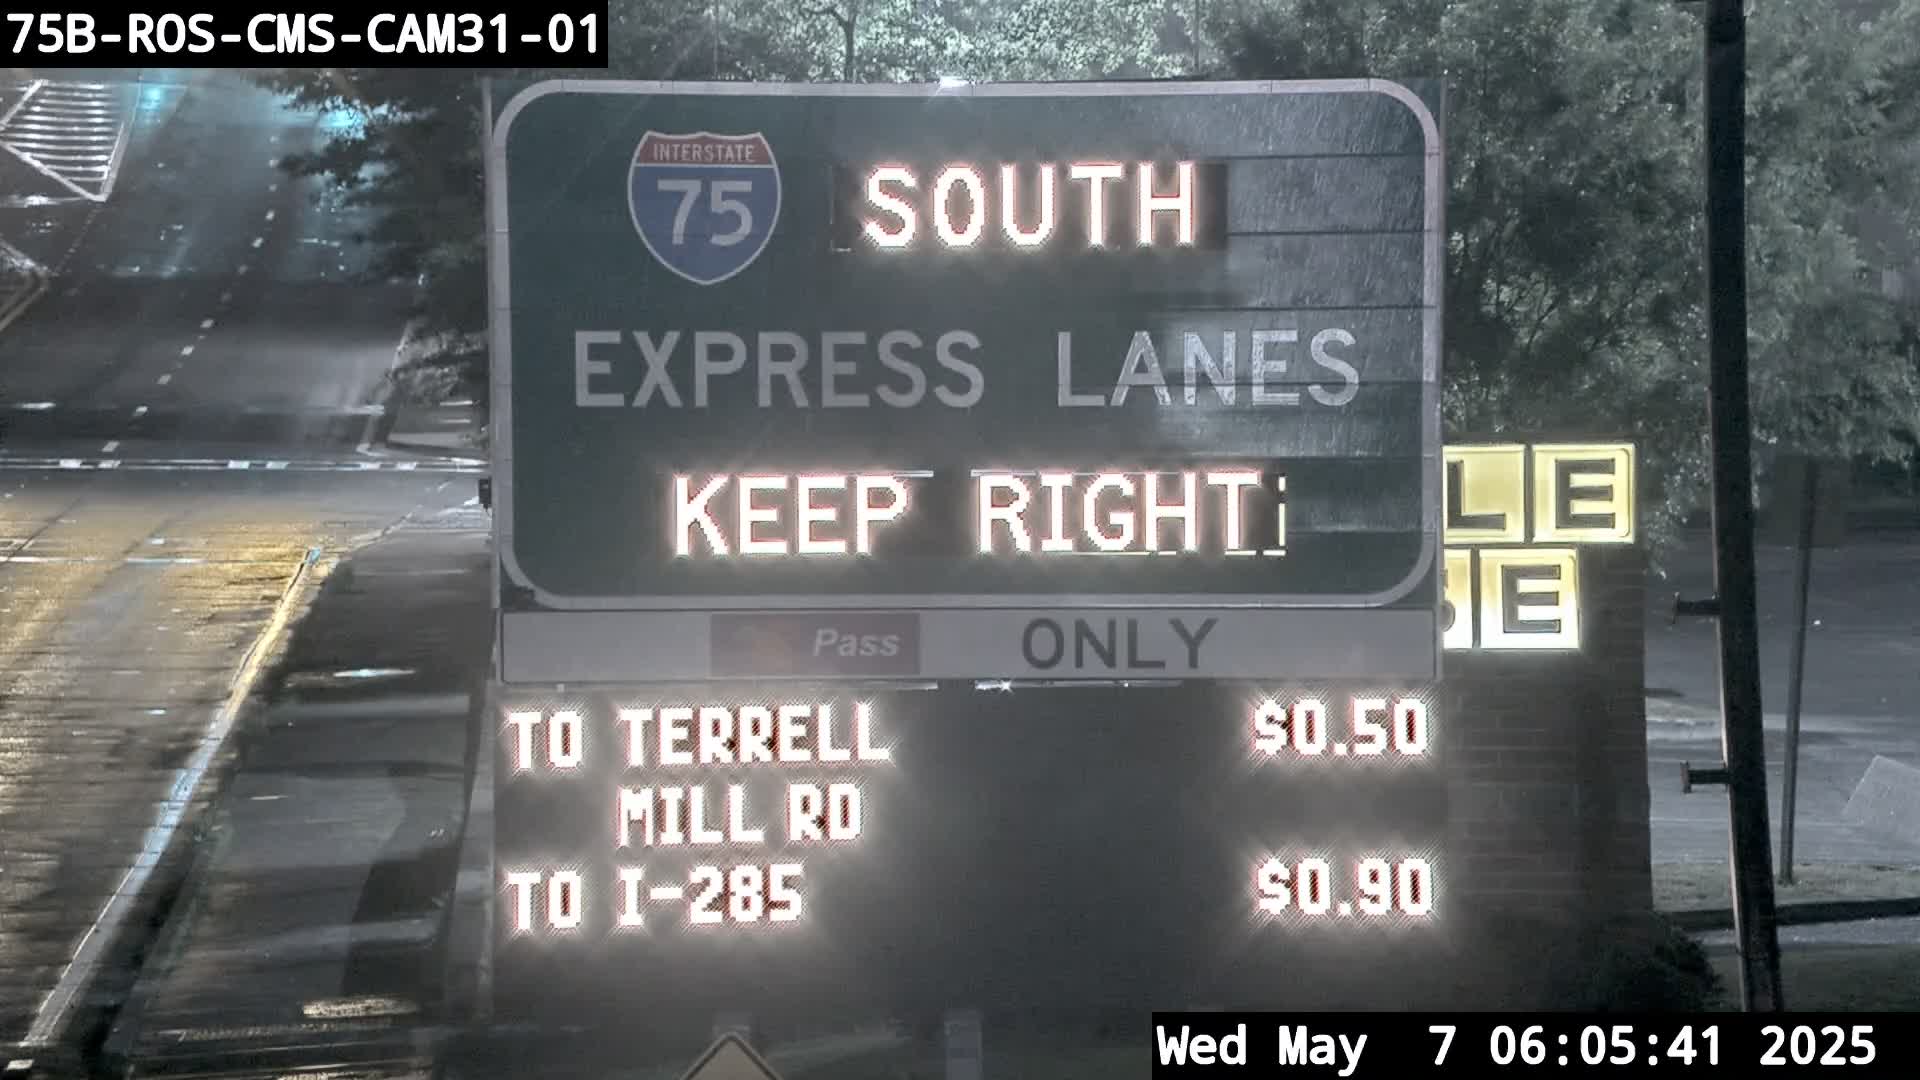 75B-ROS-CMS-CAM31-01
INTERSTATE
75
SOUTH
EXPRESS LANES
KEEP RIGHT
Pass ONLY
TO TERRELL $0.50
MILL RD
TO I-285 $0.90
LE
E
Wed May 7 06:05:41 2025